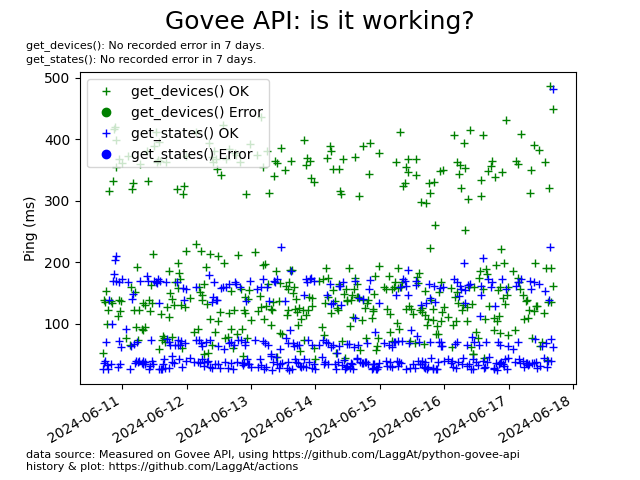 Govee API: is it working?
get_devices(): No recorded error in 7 days.
get_states(): No recorded error in 7 days.
get_devices() OK
get_devices() Error
get_states() OK
get_states() Error
500
400
300
200
100
Ping (ms)
2024-06-11
2024-06-12
2024-06-13
2024-06-14
2024-06-15
2024-06-16
2024-06-17
2024-06-18
data source: Measured on Govee API, using https://github.com/LaggAt/python-govee-api
history & plot: https://github.com/LaggAt/actions